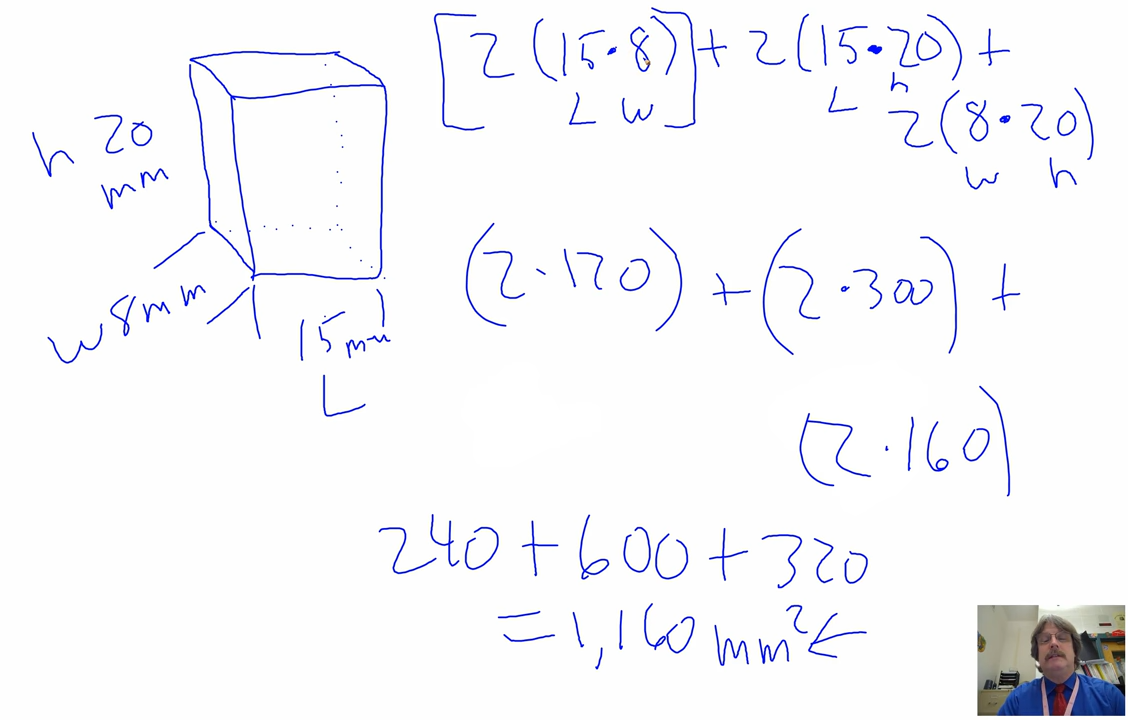 [2 (15·8)] + 2 (15·20) +
L w L h
2 (8·20)
w h
h 20
mm
w 8mm
15mm
L
(2·120) + (2·300) +
(2·160)
240 + 600 + 320
= 1,160 mm² ←